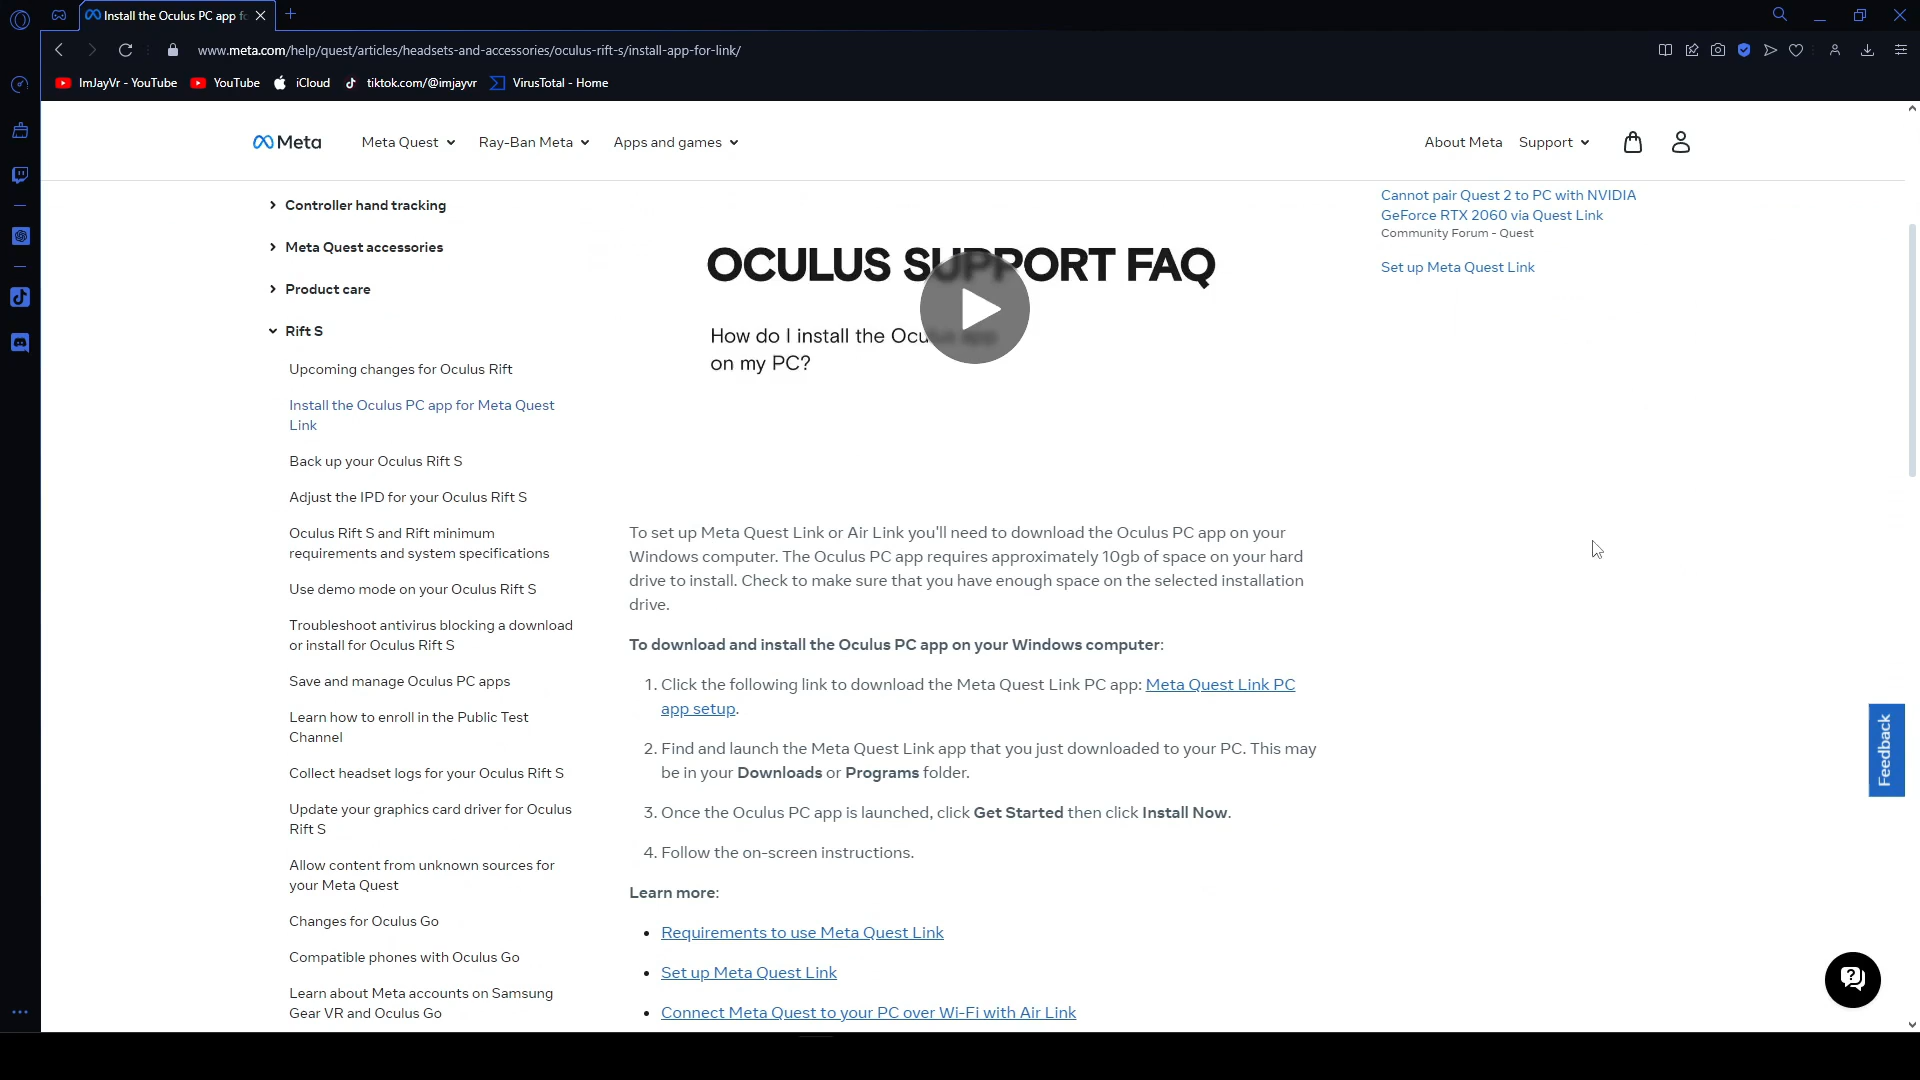 Install the Oculus PC app fo
www.meta.com/help/quest/articles/headsets-and-accessories/oculus-rift-s/install-app-for-link/
ImJayVr - YouTube
YouTube
iCloud
tiktok.com/@imjayvr
VirusTotal - Home
Meta
Meta Quest
Ray-Ban Meta
Apps and games
About Meta
Support
Controller hand tracking
Meta Quest accessories
Product care
Rift S
Upcoming changes for Oculus Rift
Install the Oculus PC app for Meta Quest
Link
Back up your Oculus Rift S
Adjust the IPD for your Oculus Rift S
Oculus Rift S and Rift minimum
requirements and system specifications
Use demo mode on your Oculus Rift S
Troubleshoot antivirus blocking a download
or install for Oculus Rift S
Save and manage Oculus PC apps
Learn how to enroll in the Public Test
Channel
Collect headset logs for your Oculus Rift S
Update your graphics card driver for Oculus
Rift S
Allow content from unknown sources for
your Meta Quest
Changes for Oculus Go
Compatible phones with Oculus Go
Learn about Meta accounts on Samsung
Gear VR and Oculus Go
OCULUS SUPPORT FAQ
How do I install the Oculus app
on my PC?
To set up Meta Quest Link or Air Link you'll need to download the Oculus PC app on your
Windows computer. The Oculus PC app requires approximately 10gb of space on your hard
drive to install. Check to make sure that you have enough space on the selected installation
drive.
To download and install the Oculus PC app on your Windows computer:
1. Click the following link to download the Meta Quest Link PC app: Meta Quest Link PC
app setup.
2. Find and launch the Meta Quest Link app that you just downloaded to your PC. This may
be in your Downloads or Programs folder.
3. Once the Oculus PC app is launched, click Get Started then click Install Now.
4. Follow the on-screen instructions.
Learn more:
• Requirements to use Meta Quest Link
• Set up Meta Quest Link
• Connect Meta Quest to your PC over Wi-Fi with Air Link
Cannot pair Quest 2 to PC with NVIDIA
GeForce RTX 2060 via Quest Link
Community Forum - Quest
Set up Meta Quest Link
Feedback